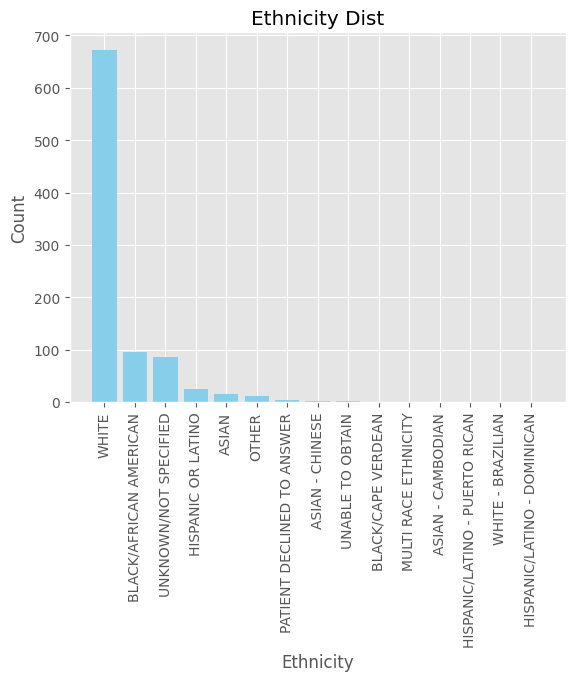 Ethnicity Dist
700
600
500
400
300
200
100
0
Count
WHITE
BLACK/AFRICAN AMERICAN
UNKNOWN/NOT SPECIFIED
HISPANIC OR LATINO
ASIAN
OTHER
PATIENT DECLINED TO ANSWER
ASIAN - CHINESE
UNABLE TO OBTAIN
BLACK/CAPE VERDEAN
MULTI RACE ETHNICITY
ASIAN - CAMBODIAN
HISPANIC/LATINO - PUERTO RICAN
WHITE - BRAZILIAN
HISPANIC/LATINO - DOMINICAN
Ethnicity